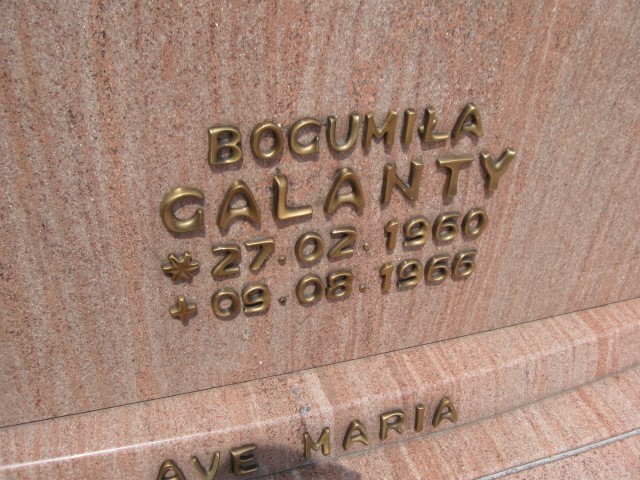 BOGUMIŁA
GALANTY
* 27.02.1960
+ 09.08.1966
AVE MARIA